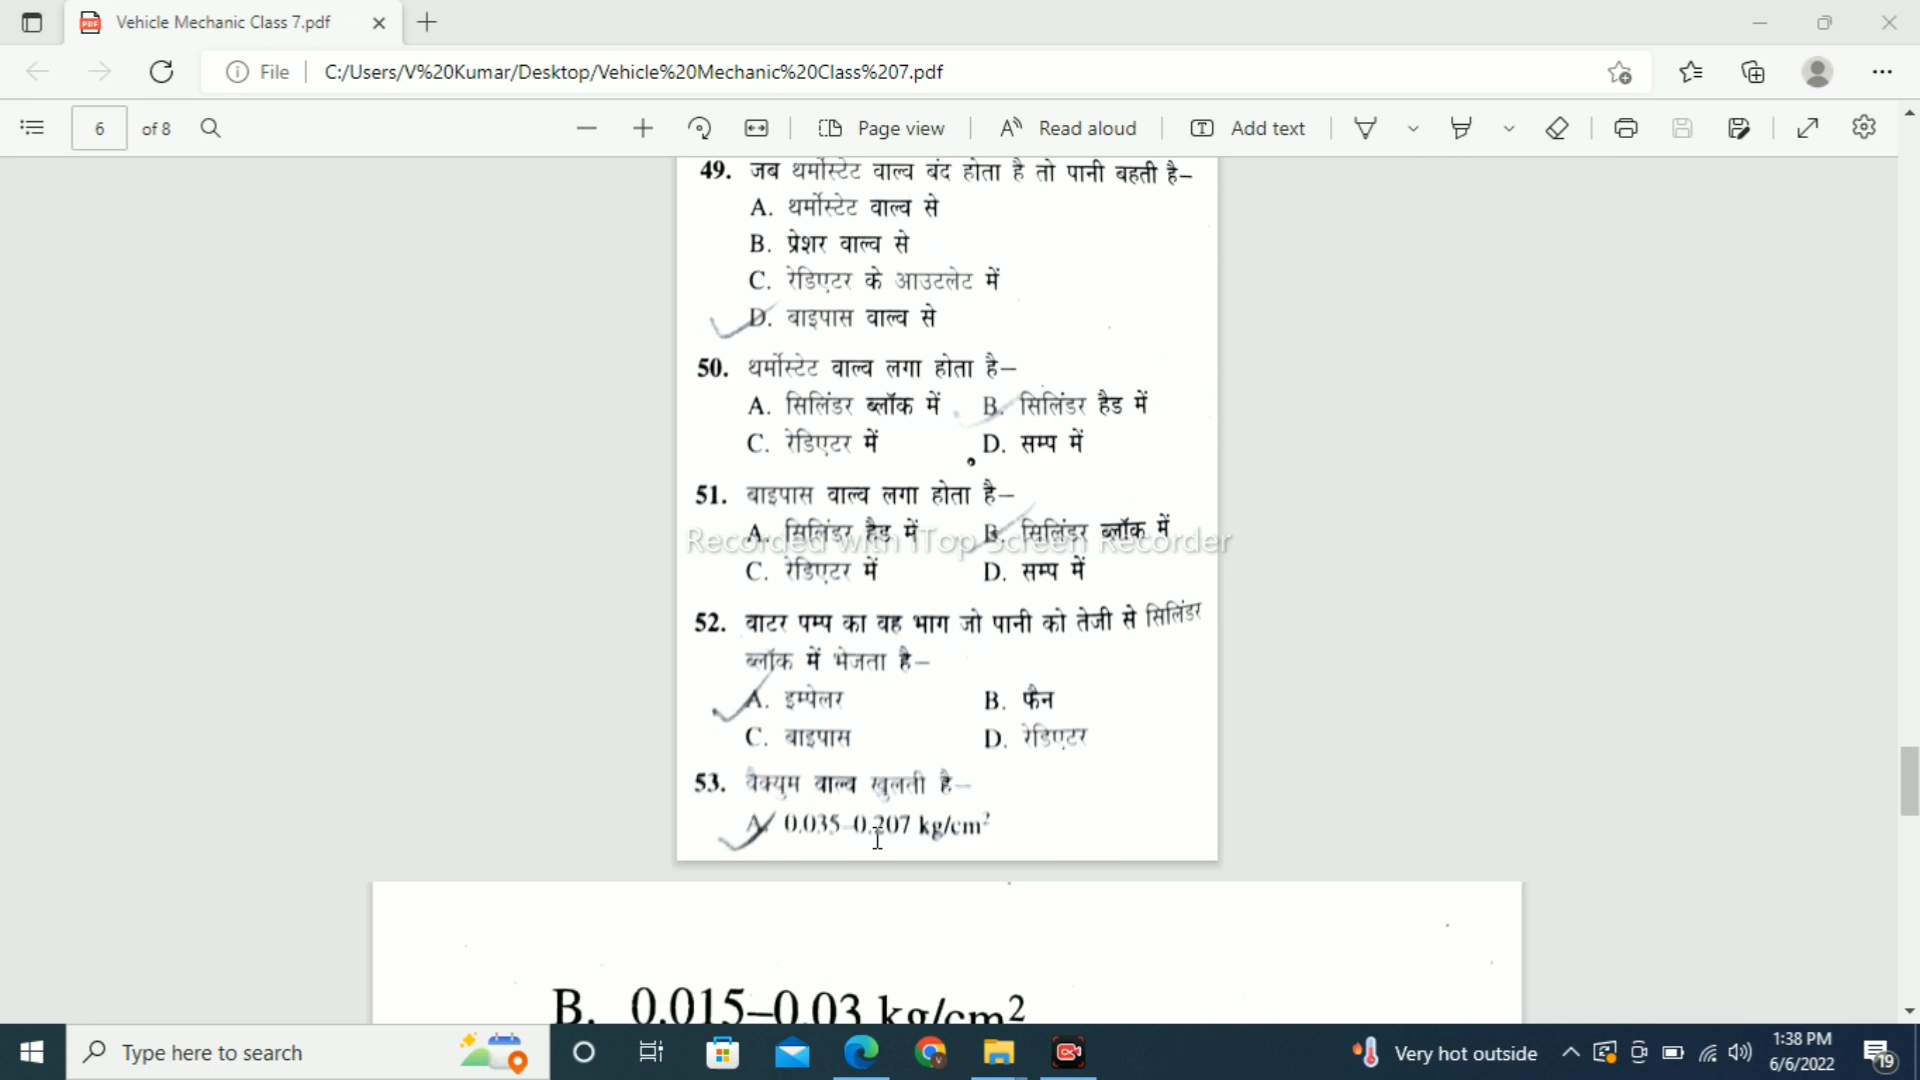 Vehicle Mechanic Class 7.pdf
File C:/Users/V%20Kumar/Desktop/Vehicle%20Mechanic%20Class%207.pdf
6 of 8 Page view Read aloud Add text
49. जब थर्मोस्टेट वाल्व बंद होता है तो पानी बहती है–
A. थर्मोस्टेट वाल्व से
B. प्रेशर वाल्व से
C. रेडिएटर के आउटलेट में
D. बाइपास वाल्व से
50. थर्मोस्टेट वाल्व लगा होता है–
A. सिलिंडर ब्लॉक में B. सिलिंडर हैड में
C. रेडिएटर में D. सम्प में
51. बाइपास वाल्व लगा होता है–
A. सिलिंडर हैड में B. सिलिंडर ब्लॉक में
Recorded with iTop Screen Recorder
C. रेडिएटर में D. सम्प में
52. वाटर पम्प का वह भाग जो पानी को तेजी से सिलिंडर
ब्लॉक में भेजता है–
A. इम्पेलर B. फैन
C. बाइपास D. रेडिएटर
53. वैक्युम वाल्व खुलती है–
A. 0.035–0.207 kg/cm²
B. 0.015–0.03 kg/cm²
Type here to search Very hot outside 1:38 PM
6/6/2022 19